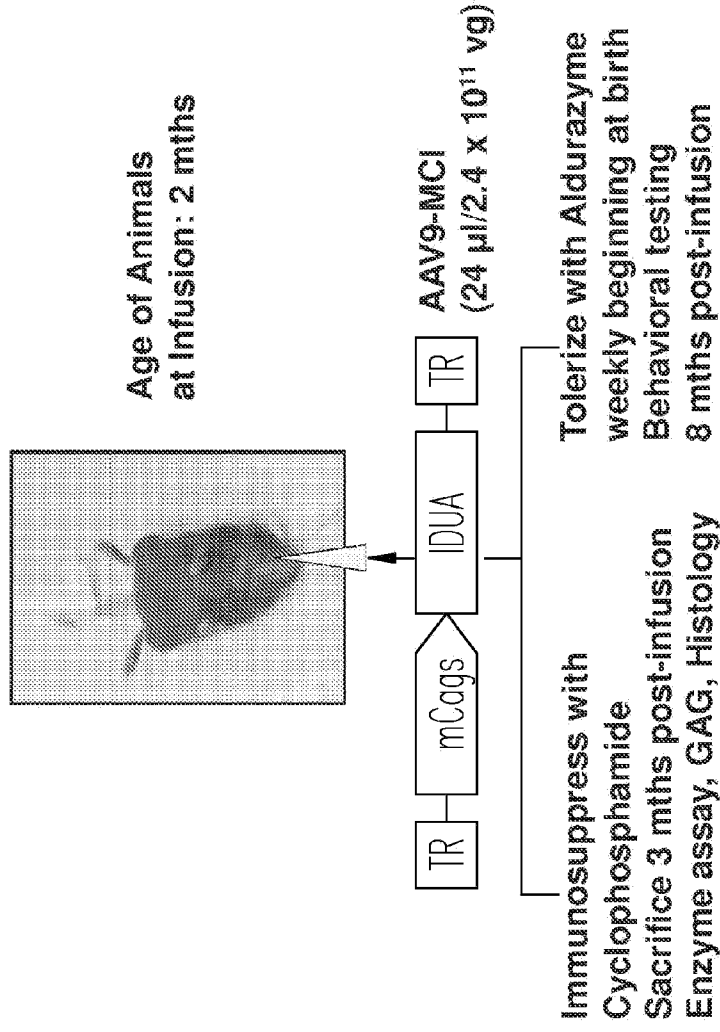 Age of Animals
at Infusion: 2 mths
TR
mCags
IDUA
TR
AAV9-MCI
(24 µl/2.4 x 10¹¹ vg)
Immunosuppress with
Cyclophosphamide
Sacrifice 3 mths post-infusion
Enzyme assay, GAG, Histology
Tolerize with Aldurazyme
weekly beginning at birth
Behavioral testing
8 mths post-infusion